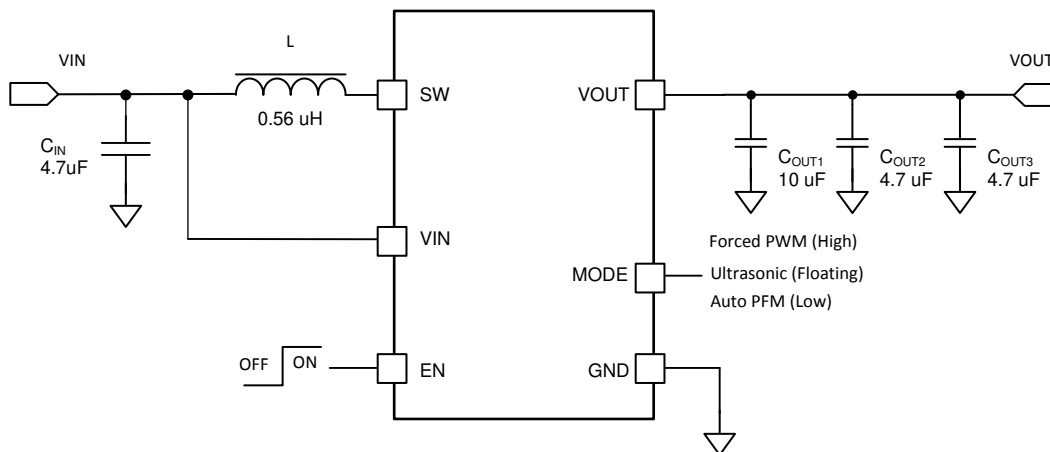 VIN
L
VOUT
SW
VOUT
0.56 uH
CIN
4.7uF
COUT1
10 uF
COUT2
4.7 uF
COUT3
4.7 uF
VIN
Forced PWM (High)
MODE
Ultrasonic (Floating)
Auto PFM (Low)
OFF
ON
EN
GND